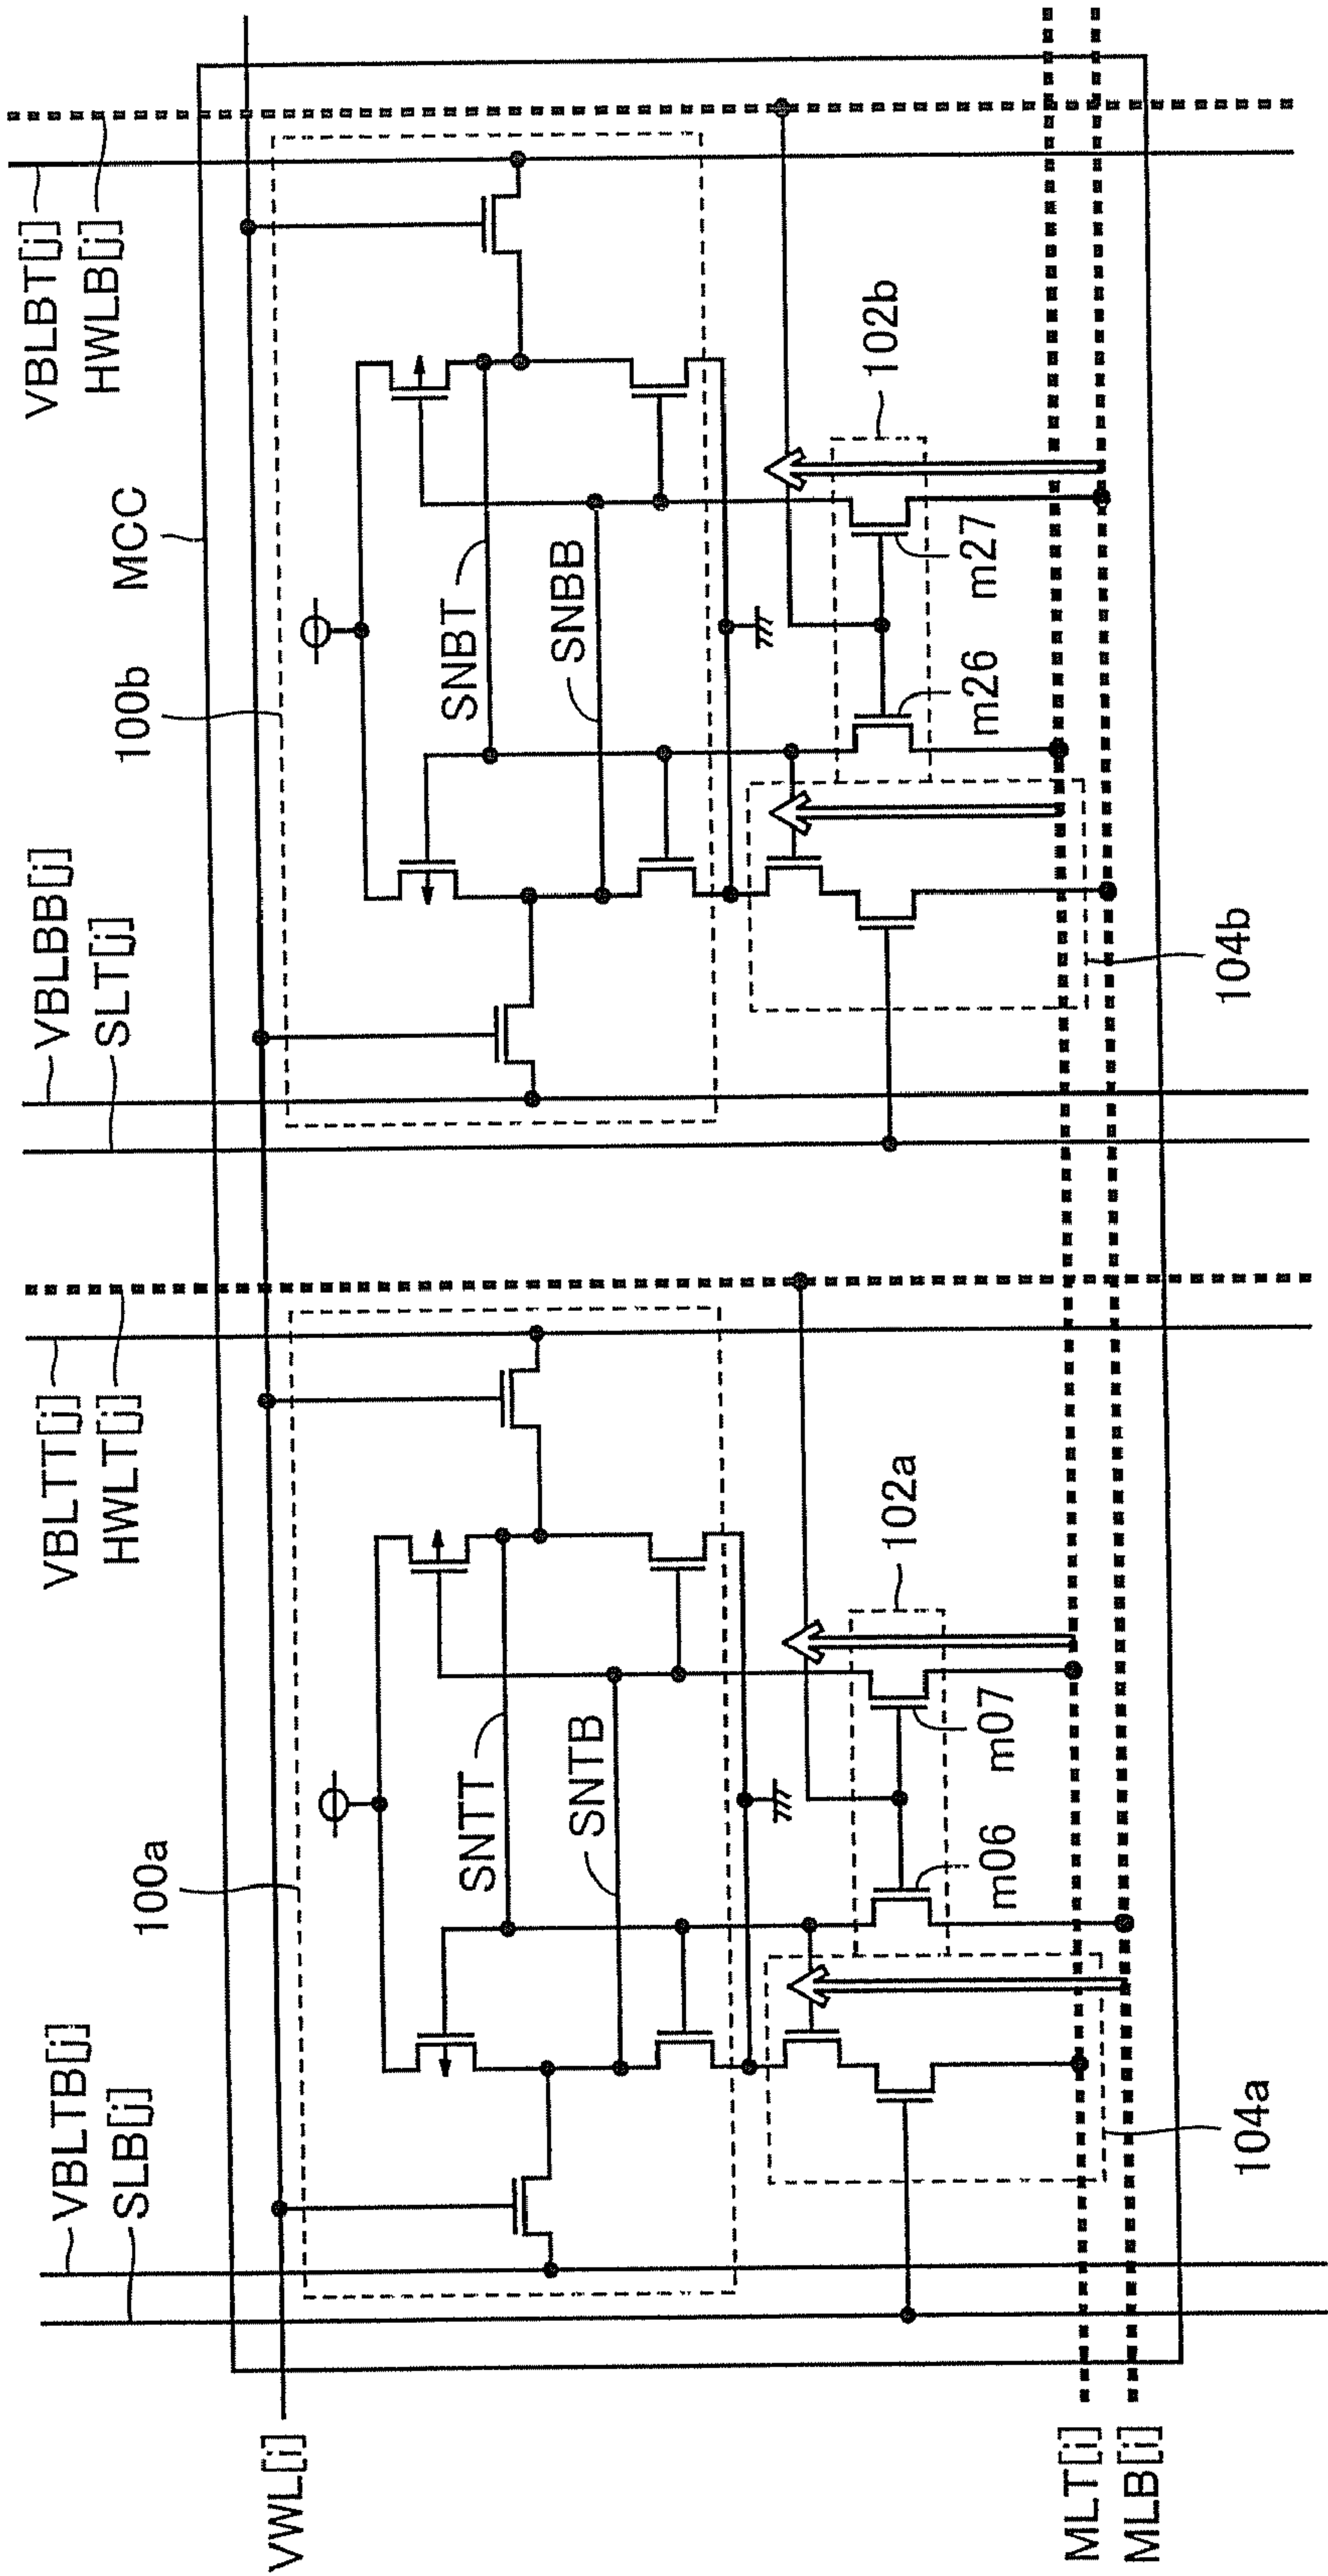 VBLTB[j]
SLB[j]
VBLTT[j]
HWLT[j]
VBLBB[j]
SLT[j]
VBLBT[j]
HWLB[j]
100a
100b
MCC
VWL[i]
SNTT
SNTB
SNBT
SNBB
102a
102b
m06
m07
m26
m27
MLT[i]
MLB[i]
104a
104b